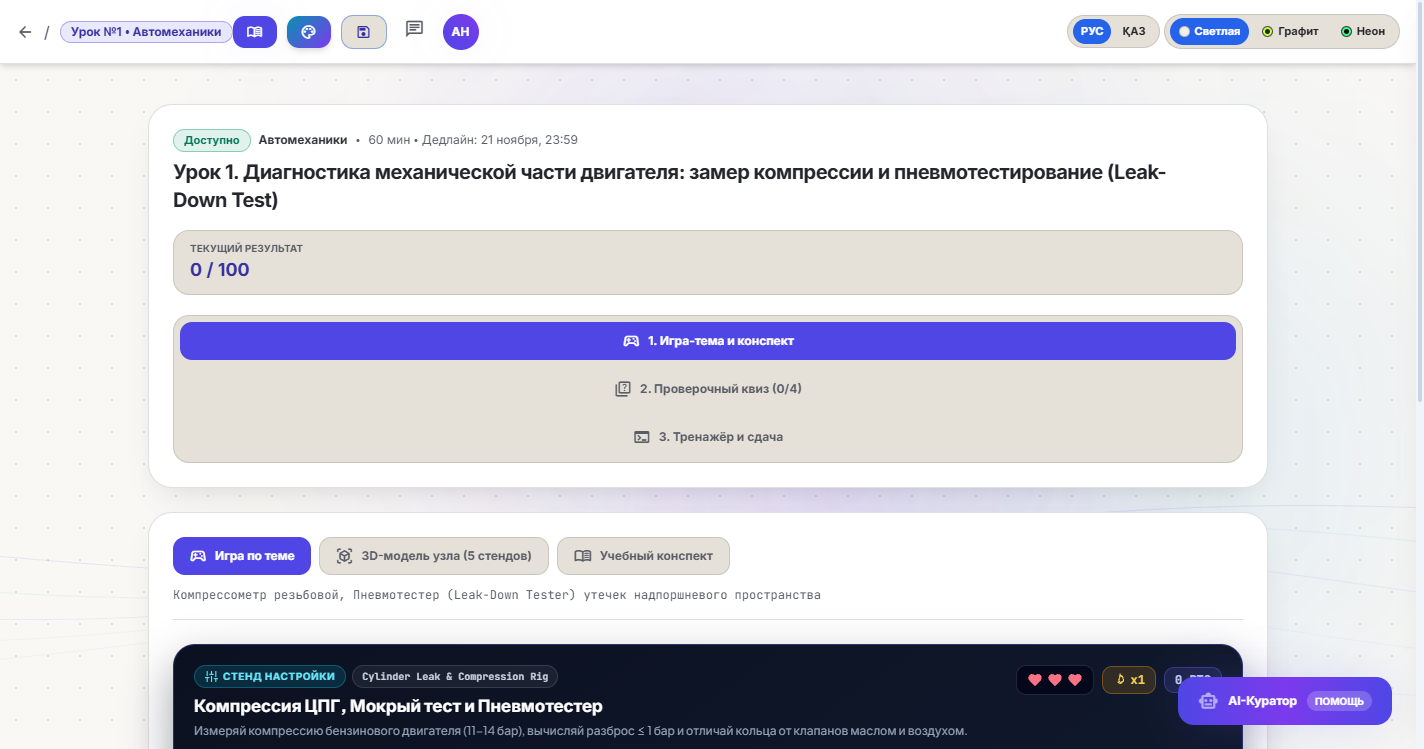 / Урок №1 • Автомеханики АН РУС ҚАЗ Светлая Графит Неон
Доступно Автомеханики • 60 мин • Дедлайн: 21 ноября, 23:59
Урок 1. Диагностика механической части двигателя: замер компрессии и пневмотестирование (Leak-
Down Test)
ТЕКУЩИЙ РЕЗУЛЬТАТ
0 / 100
1. Игра-тема и конспект
2. Проверочный квиз (0/4)
3. Тренажёр и сдача
Игра по теме 3D-модель узла (5 стендов) Учебный конспект
Компрессометр резьбовой, Пневмотестер (Leak-Down Tester) утечек надпоршневого пространства
СТЕНД НАСТРОЙКИ Cylinder Leak & Compression Rig x1
Компрессия ЦПГ, Мокрый тест и Пневмотестер
Измеряй компрессию бензинового двигателя (11–14 бар), вычисляй разброс ≤ 1 бар и отличай кольца от клапанов маслом и воздухом.
AI-Куратор ПОМОЩЬ